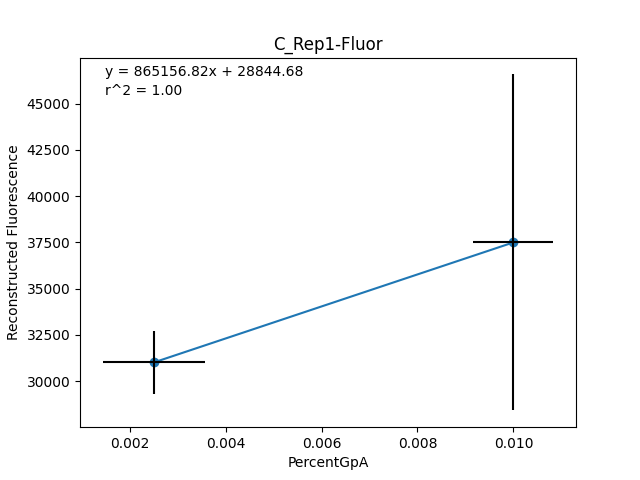 C_Rep1-Fluor
y = 865156.82x + 28844.68
r^2 = 1.00
45000
42500
40000
37500
35000
32500
30000
Reconstructed Fluorescence
0.002 0.004 0.006 0.008 0.010
PercentGpA